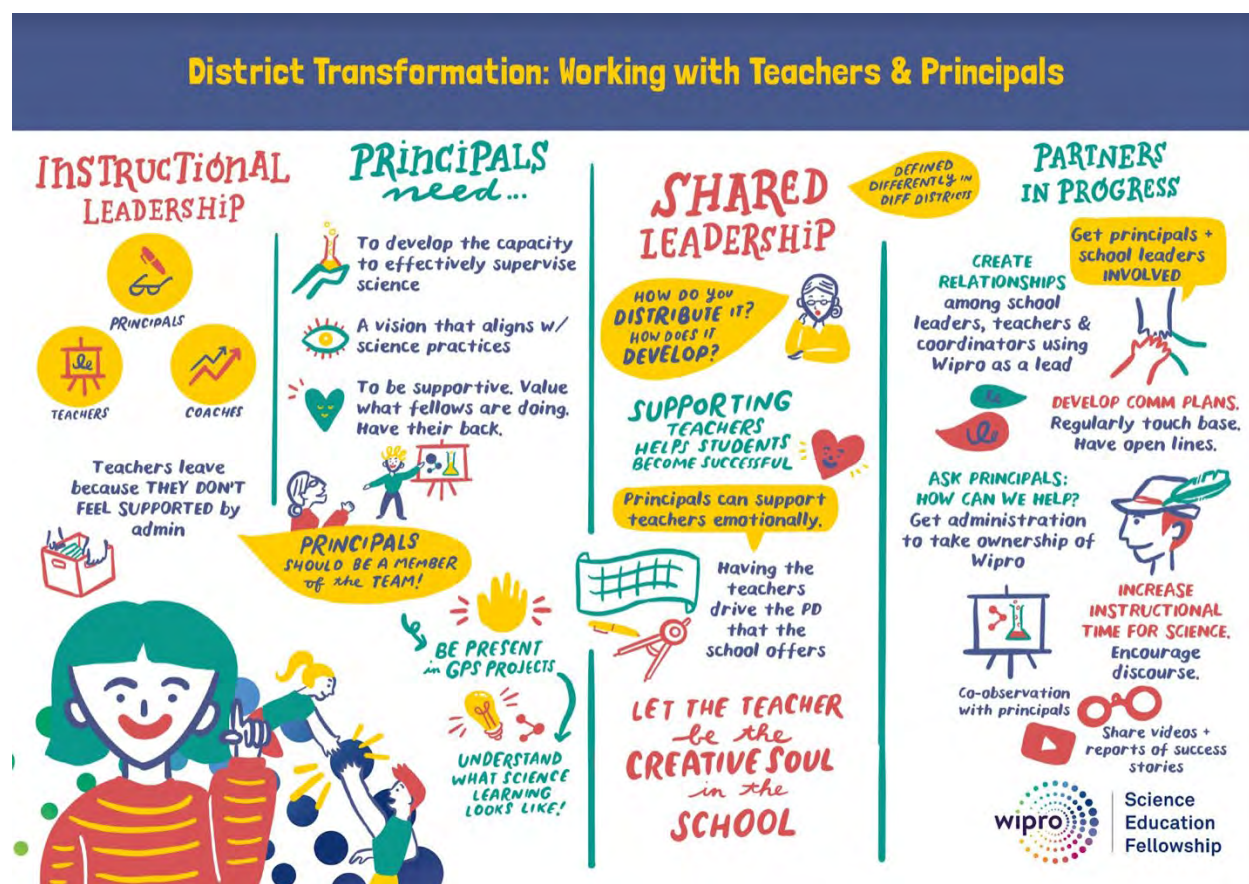 District Transformation: Working with Teachers & Principals
INSTRUCTIONAL
LEADERSHIP
PRINCIPALS
TEACHERS
COACHES
Teachers leave
because THEY DON'T
FEEL SUPPORTED by
admin
PRINCIPALS
need...
To develop the capacity
to effectively supervise
science
A vision that aligns w/
science practices
To be supportive. Value
what fellows are doing.
Have their back.
PRINCIPALS
SHOULD BE A MEMBER
of the TEAM!
BE PRESENT
in GPS PROJECTS
UNDERSTAND
WHAT SCIENCE
LEARNING
LOOKS LIKE!
SHARED
LEADERSHIP
DEFINED
DIFFERENTLY in
DIFF DISTRICTS
HOW DO you
DISTRIBUTE IT?
HOW DOES IT
DEVELOP?
SUPPORTING
TEACHERS
HELPS STUDENTS
BECOME SUCCESSFUL
Principals can support
teachers emotionally.
Having the
teachers
drive the PD
that the
school offers
LET THE TEACHER
be the
CREATIVE SOUL
in the
SCHOOL
PARTNERS
IN PROGRESS
Get principals +
school leaders
INVOLVED
CREATE
RELATIONSHIPS
among school
leaders, teachers &
coordinators using
Wipro as a lead
DEVELOP COMM PLANS.
Regularly touch base.
Have open lines.
ASK PRINCIPALS:
HOW CAN WE HELP?
Get administration
to take ownership of
Wipro
INCREASE
INSTRUCTIONAL
TIME FOR SCIENCE.
Encourage
discourse.
Co-observation
with principals
Share videos +
reports of success
stories
wipro
Science
Education
Fellowship